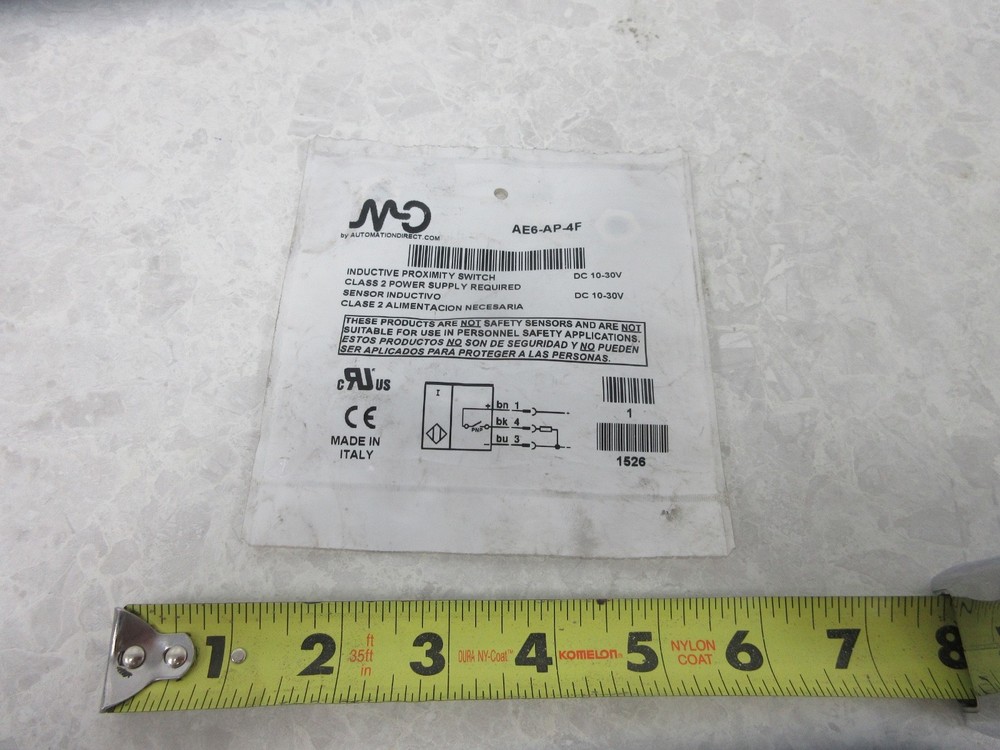 MD
by AUTOMATIONDIRECT.COM
AE6-AP-4F
INDUCTIVE PROXIMITY SWITCH DC 10-30V
CLASS 2 POWER SUPPLY REQUIRED
SENSOR INDUCTIVO DC 10-30V
CLASE 2 ALIMENTACION NECESARIA
THESE PRODUCTS ARE NOT SAFETY SENSORS AND ARE NOT
SUITABLE FOR USE IN PERSONNEL SAFETY APPLICATIONS.
ESTOS PRODUCTOS NO SON DE SEGURIDAD Y NO PUEDEN
SER APLICADOS PARA PROTEGER A LAS PERSONAS.
c RU US
CE
MADE IN
ITALY
I
+ bn 1
bk 4
PNP
- bu 3
1
1526
1 2 3 4 5 6 7 8
ft
35ft
in
DURA NY-Coat™
KOMELON®
NYLON
COAT